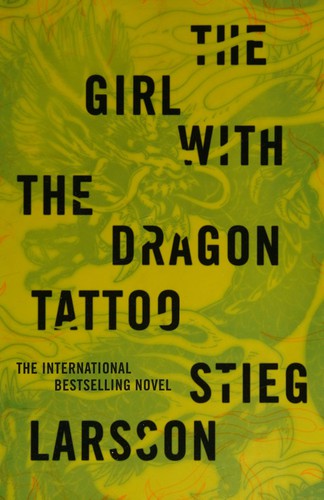 THE
GIRL
WITH
THE
DRAGON
TATTOO
THE INTERNATIONAL
BESTSELLING NOVEL
STIEG
LARSSON